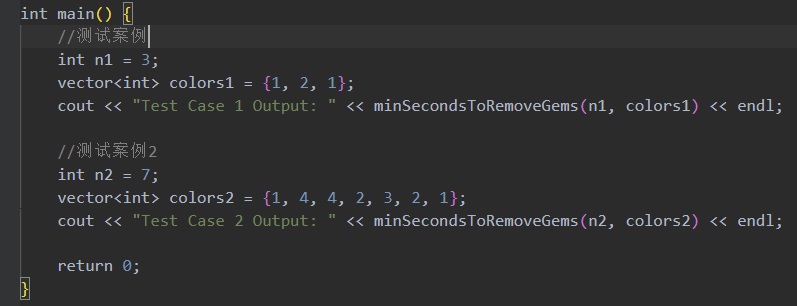 int main() {
//测试案例
int n1 = 3;
vector<int> colors1 = {1, 2, 1};
cout << "Test Case 1 Output: " << minSecondsToRemoveGems(n1, colors1) << endl;
//测试案例2
int n2 = 7;
vector<int> colors2 = {1, 4, 4, 2, 3, 2, 1};
cout << "Test Case 2 Output: " << minSecondsToRemoveGems(n2, colors2) << endl;
return 0;
}